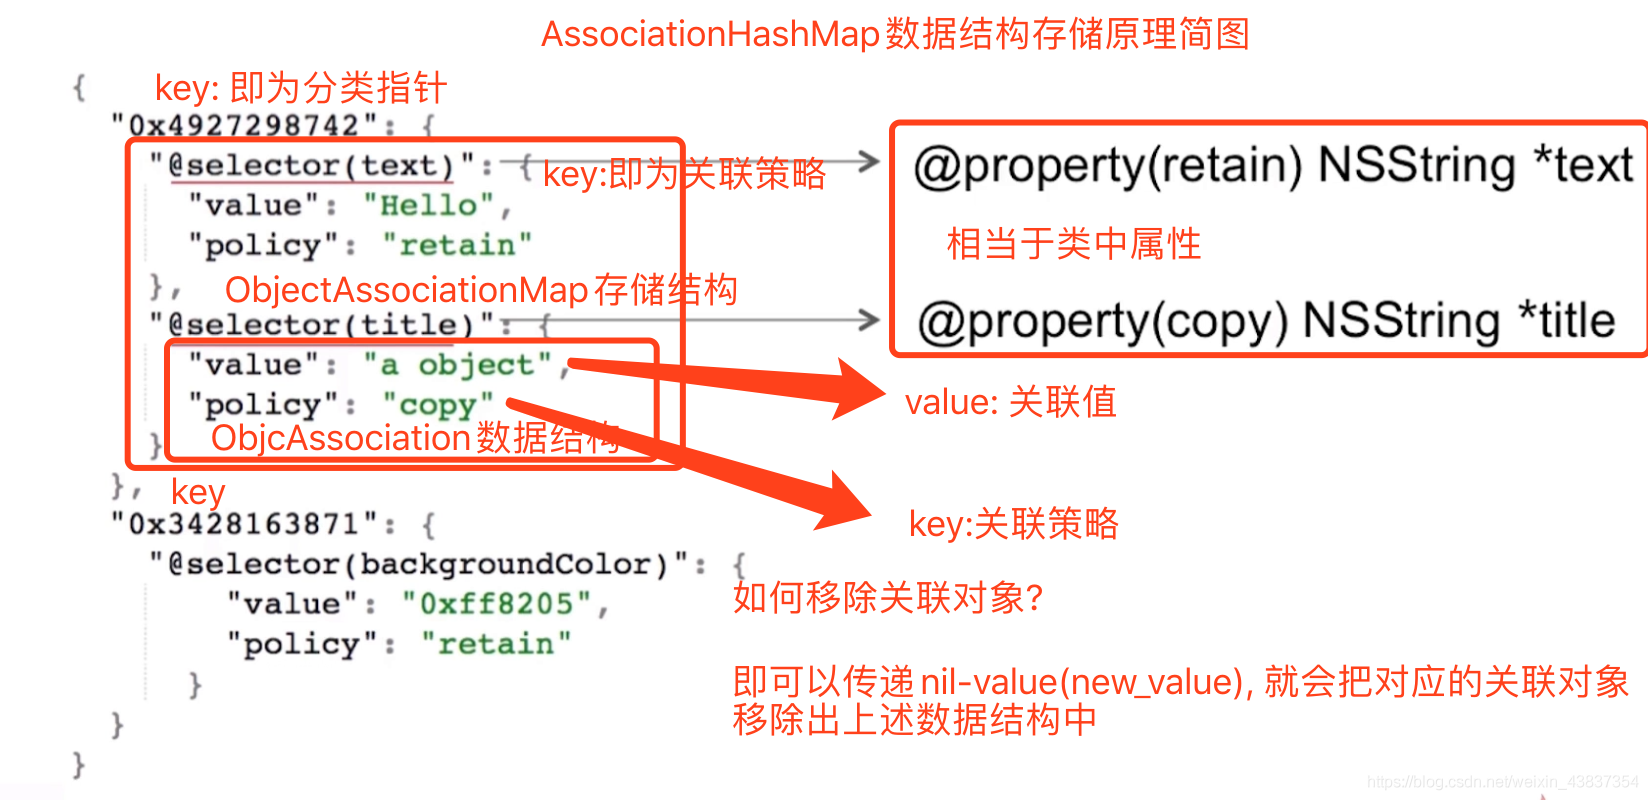 AssociationHashMap数据结构存储原理简图
{
key: 即为分类指针
"0x4927298742": {
"@selector(text)": {
key:即为关联策略
@property(retain) NSString *text
"value": "Hello",
"policy": "retain"
相当于类中属性
},
ObjectAssociationMap存储结构
"@selector(title)": {
@property(copy) NSString *title
"value": "a object",
value: 关联值
"policy": "copy"
ObjcAssociation数据结构
}
},
key
key:关联策略
"0x3428163871": {
"@selector(backgroundColor)": {
"value": "0xff8205",
如何移除关联对象?
"policy": "retain"
}
即可以传递nil-value(new_value), 就会把对应的关联对象
移除出上述数据结构中
}
}
https://blog.csdn.net/weixin_43837354